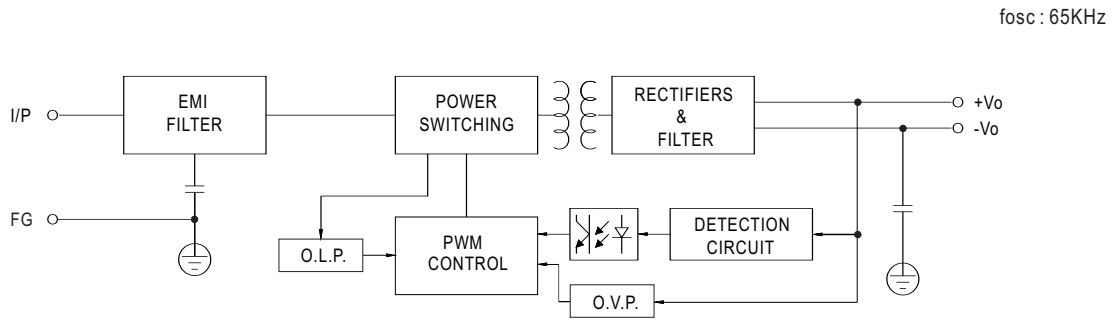 fosc : 65KHz
I/P
EMI
FILTER
POWER
SWITCHING
RECTIFIERS
&
FILTER
+Vo
-Vo
FG
O.L.P.
PWM
CONTROL
DETECTION
CIRCUIT
O.V.P.